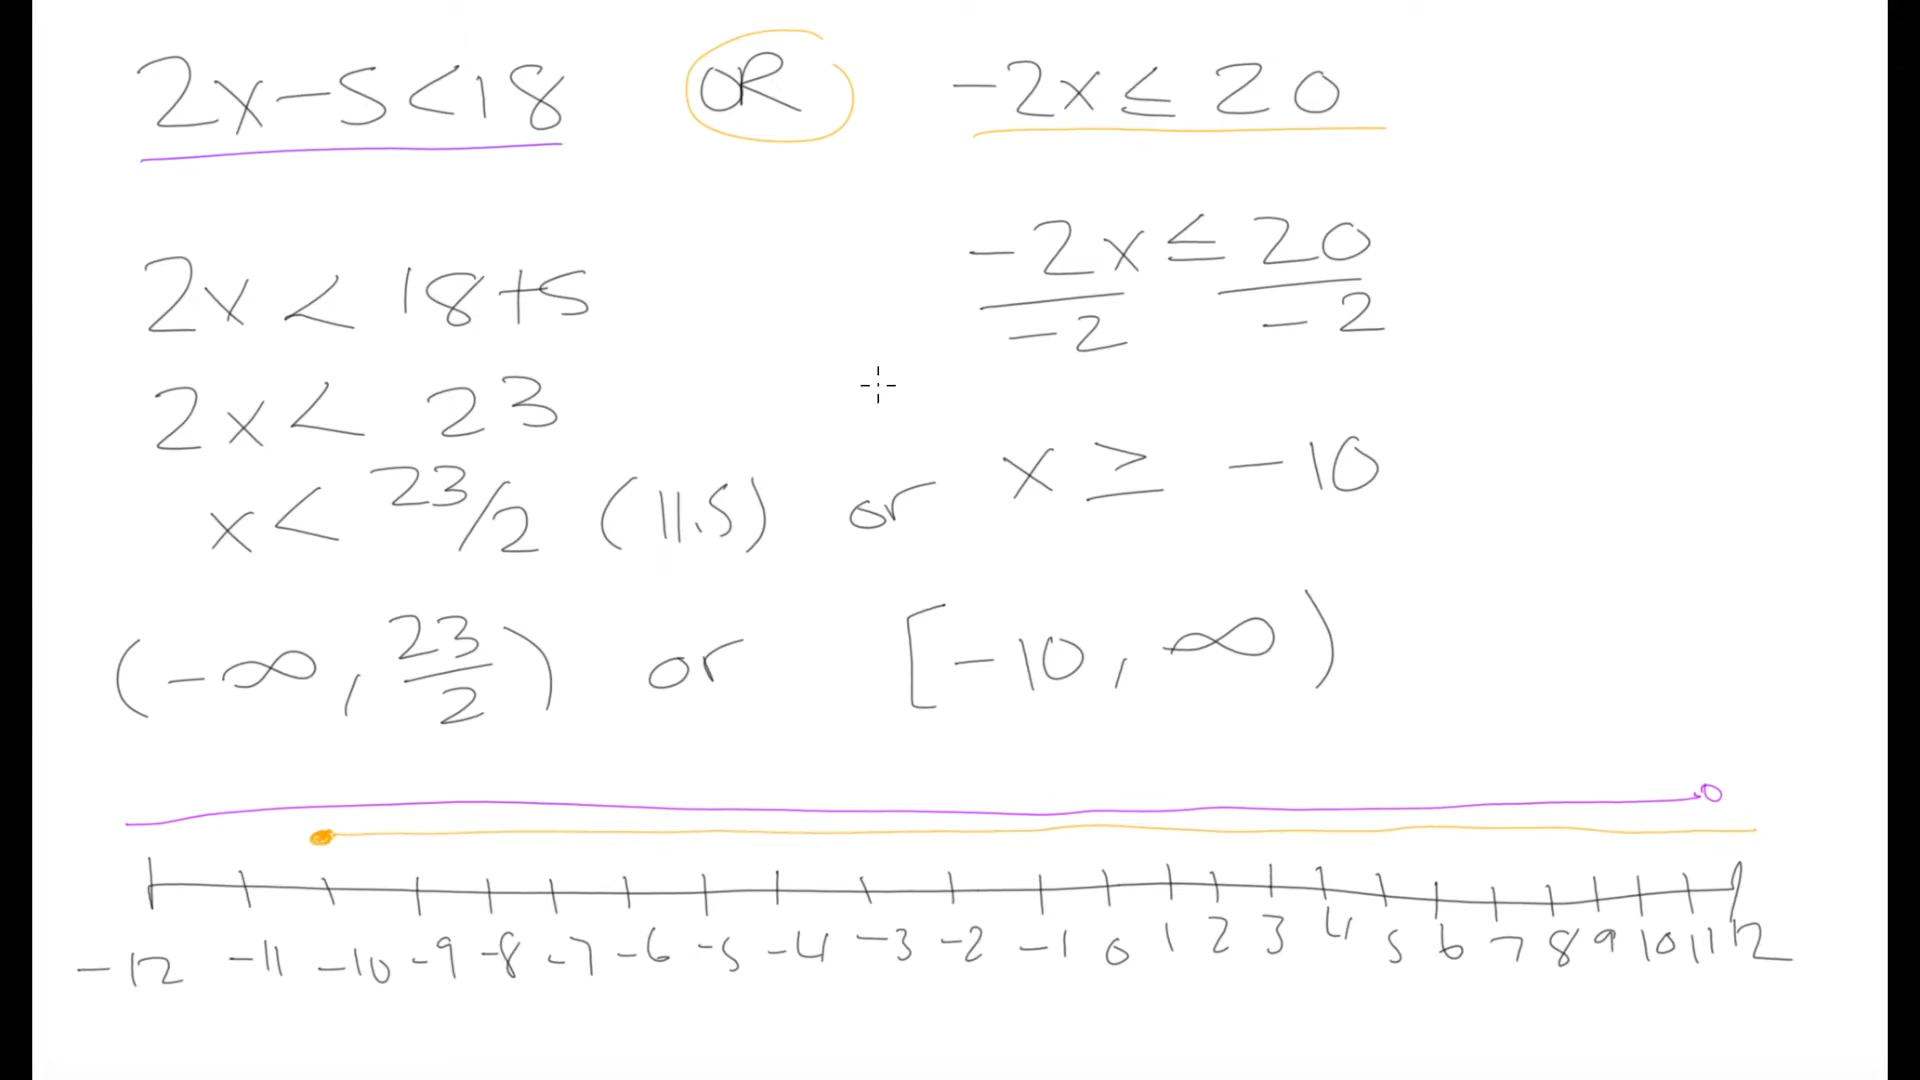 2x-5<18 OR -2x≤20
-2x≤20
-2 -2
2x<18+5
2x<23
x<23/2 (11.5) or x≥-10
(-∞, 23/2) or [-10, ∞)
-12 -11 -10 -9 -8 -7 -6 -5 -4 -3 -2 -1 0 1 2 3 4 5 6 7 8 9 10 11 12